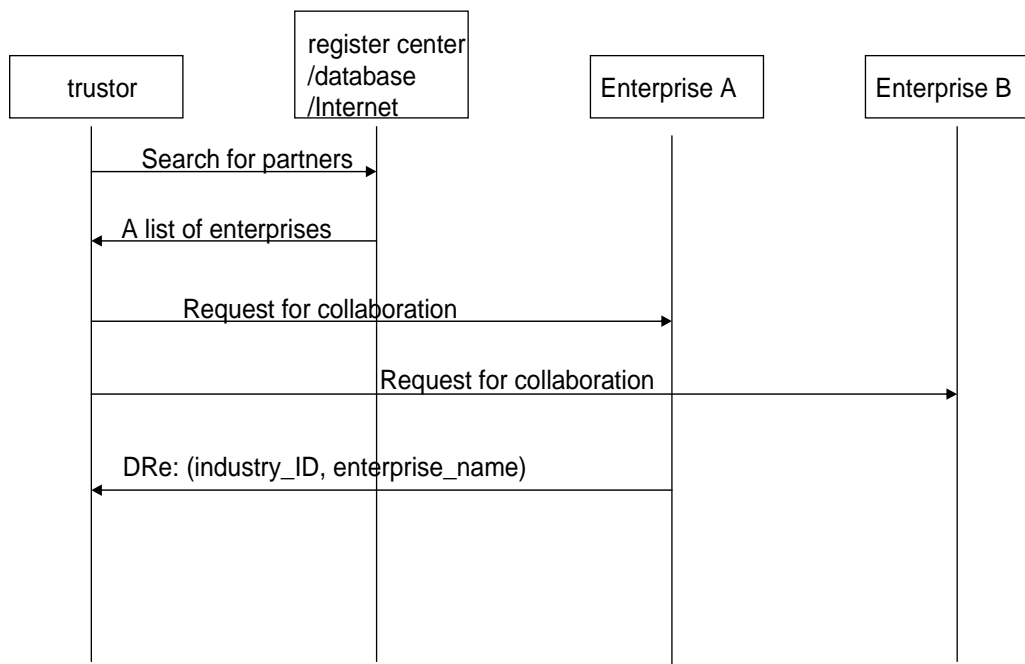 trustor
register center
/database
/Internet
Enterprise A
Enterprise B
Search for partners
A list of enterprises
Request for collaboration
Request for collaboration
DRe: (industry_ID, enterprise_name)